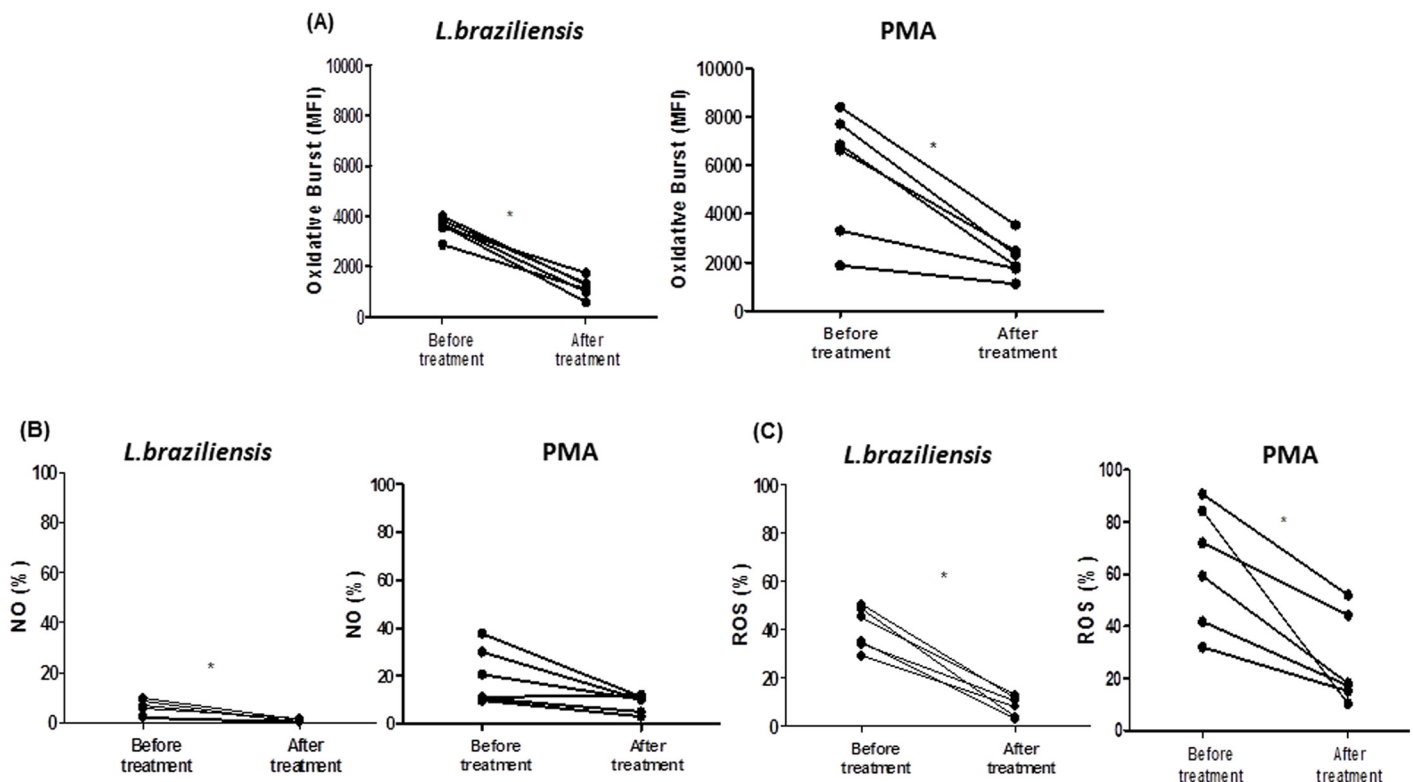 (A)
L.braziliensis
PMA
Oxidative Burst (MFI)
10000
8000
6000
4000
2000
0
*
Before treatment
After treatment
Oxidative Burst (MFI)
10000
8000
6000
4000
2000
0
*
Before treatment
After treatment
(B)
L.braziliensis
PMA
NO (%)
100
80
60
40
20
0
*
Before treatment
After treatment
NO (%)
100
80
60
40
20
0
Before treatment
After treatment
(C)
L.braziliensis
PMA
ROS (%)
100
80
60
40
20
0
*
Before treatment
After treatment
ROS (%)
100
80
60
40
20
0
*
Before treatment
After treatment